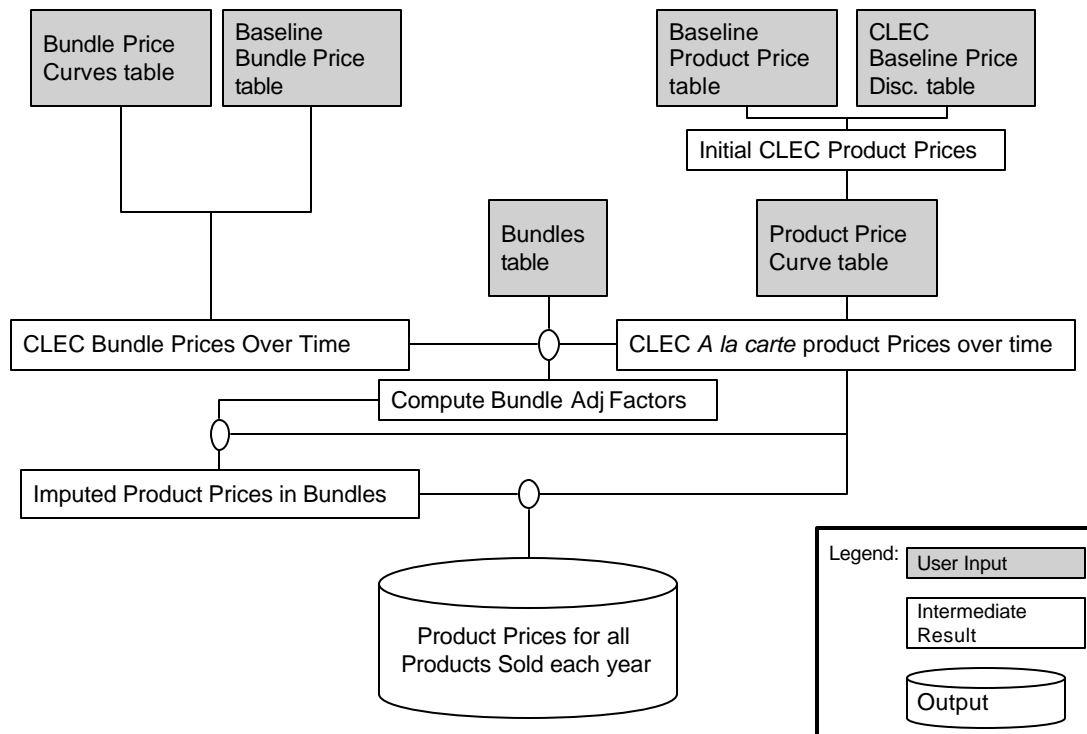 Bundle Price
Curves table
Baseline
Bundle Price
table
Baseline
Product Price
table
CLEC
Baseline Price
Disc. table
Initial CLEC Product Prices
Bundles
table
Product Price
Curve table
CLEC Bundle Prices Over Time
CLEC A la carte product Prices over time
Compute Bundle Adj Factors
Imputed Product Prices in Bundles
Product Prices for all
Products Sold each year
Legend:
User Input
Intermediate
Result
Output